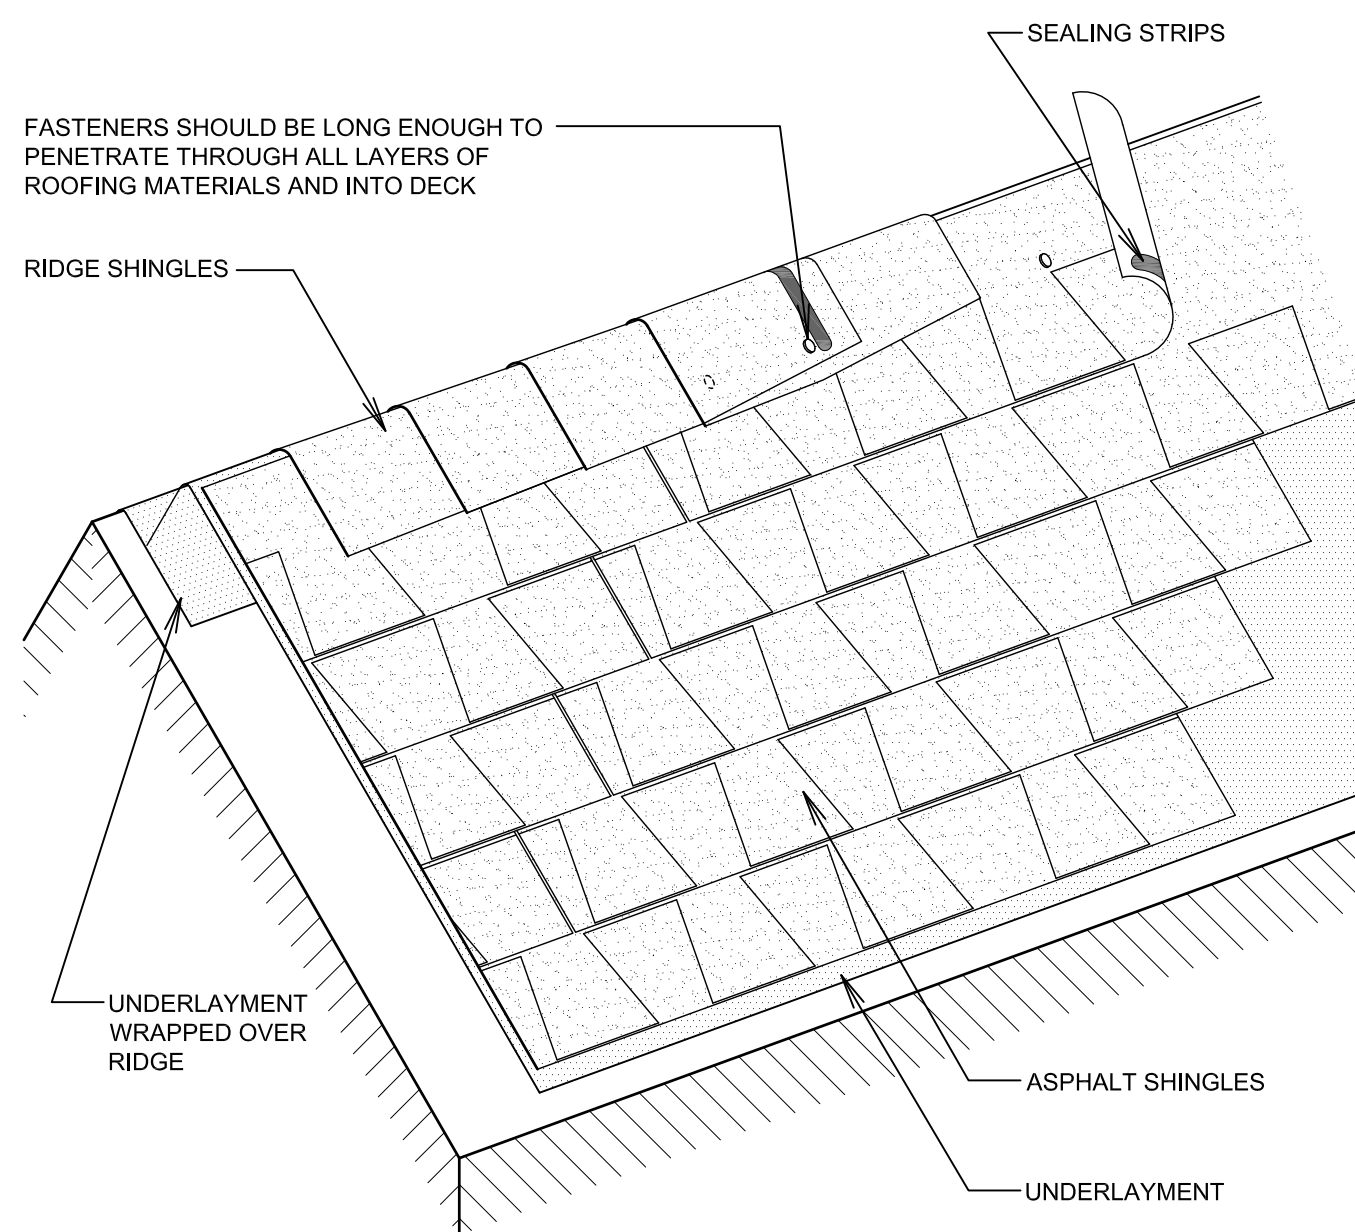 SEALING STRIPS
FASTENERS SHOULD BE LONG ENOUGH TO
PENETRATE THROUGH ALL LAYERS OF
ROOFING MATERIALS AND INTO DECK
RIDGE SHINGLES
UNDERLAYMENT
WRAPPED OVER
RIDGE
ASPHALT SHINGLES
UNDERLAYMENT